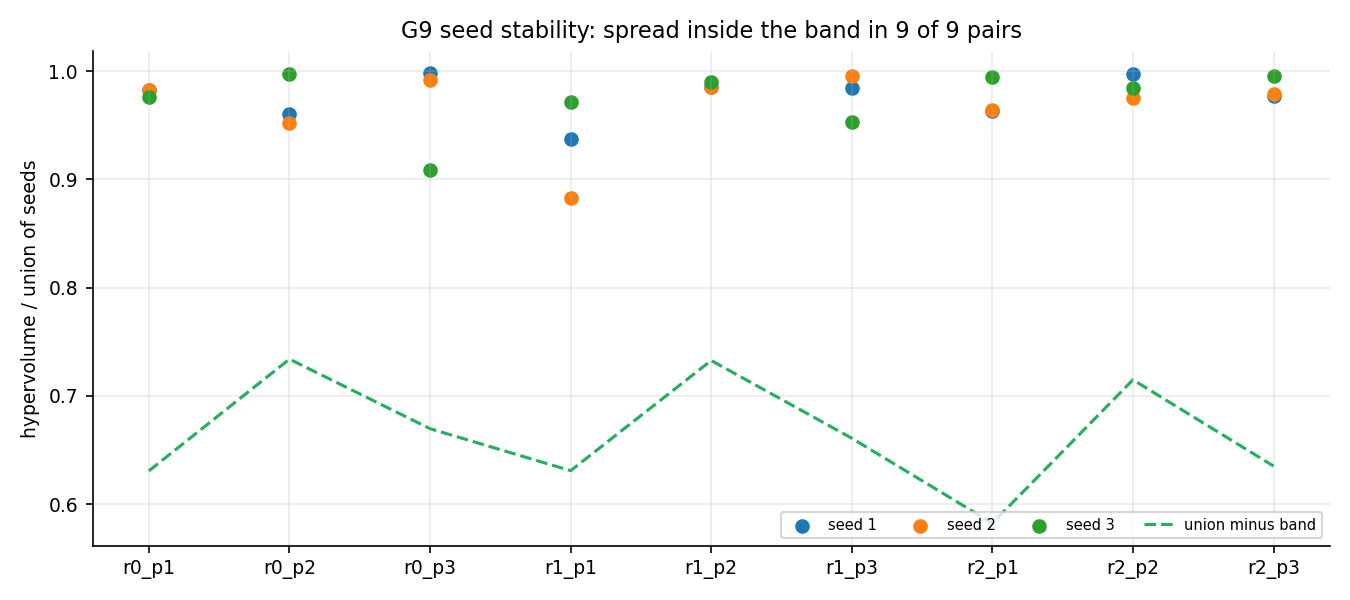 G9 seed stability: spread inside the band in 9 of 9 pairs
hypervolume / union of seeds
1.0
0.9
0.8
0.7
0.6
seed 1 seed 2 seed 3 union minus band
r0_p1 r0_p2 r0_p3 r1_p1 r1_p2 r1_p3 r2_p1 r2_p2 r2_p3